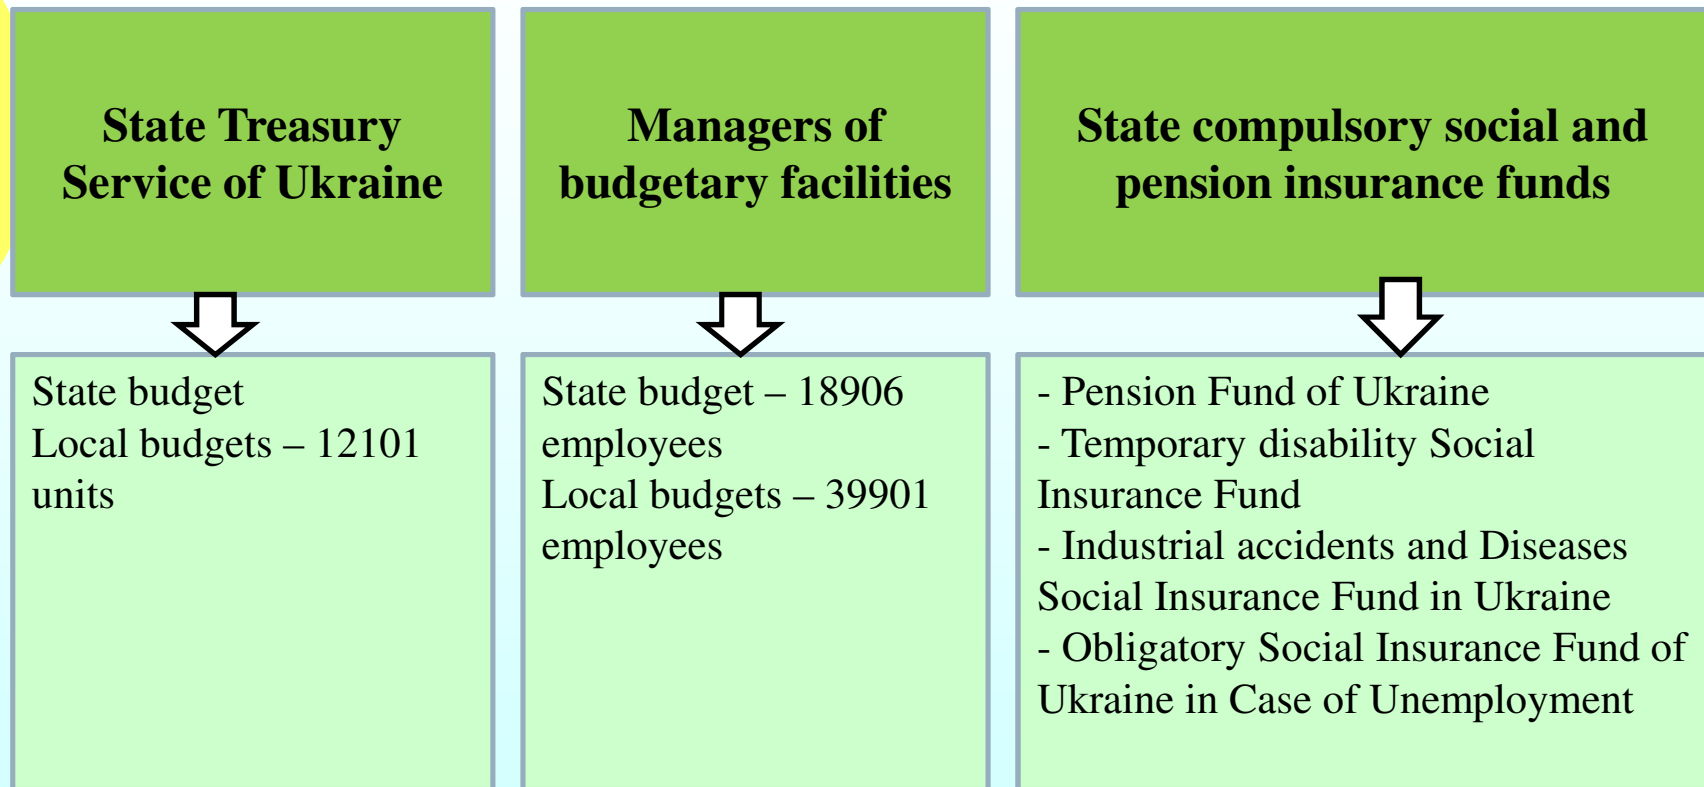 State Treasury
Service of Ukraine
Managers of
budgetary facilities
State compulsory social and
pension insurance funds
State budget
Local budgets – 12101
units
State budget – 18906
employees
Local budgets – 39901
employees
- Pension Fund of Ukraine
- Temporary disability Social
Insurance Fund
- Industrial accidents and Diseases
Social Insurance Fund in Ukraine
- Obligatory Social Insurance Fund of
Ukraine in Case of Unemployment